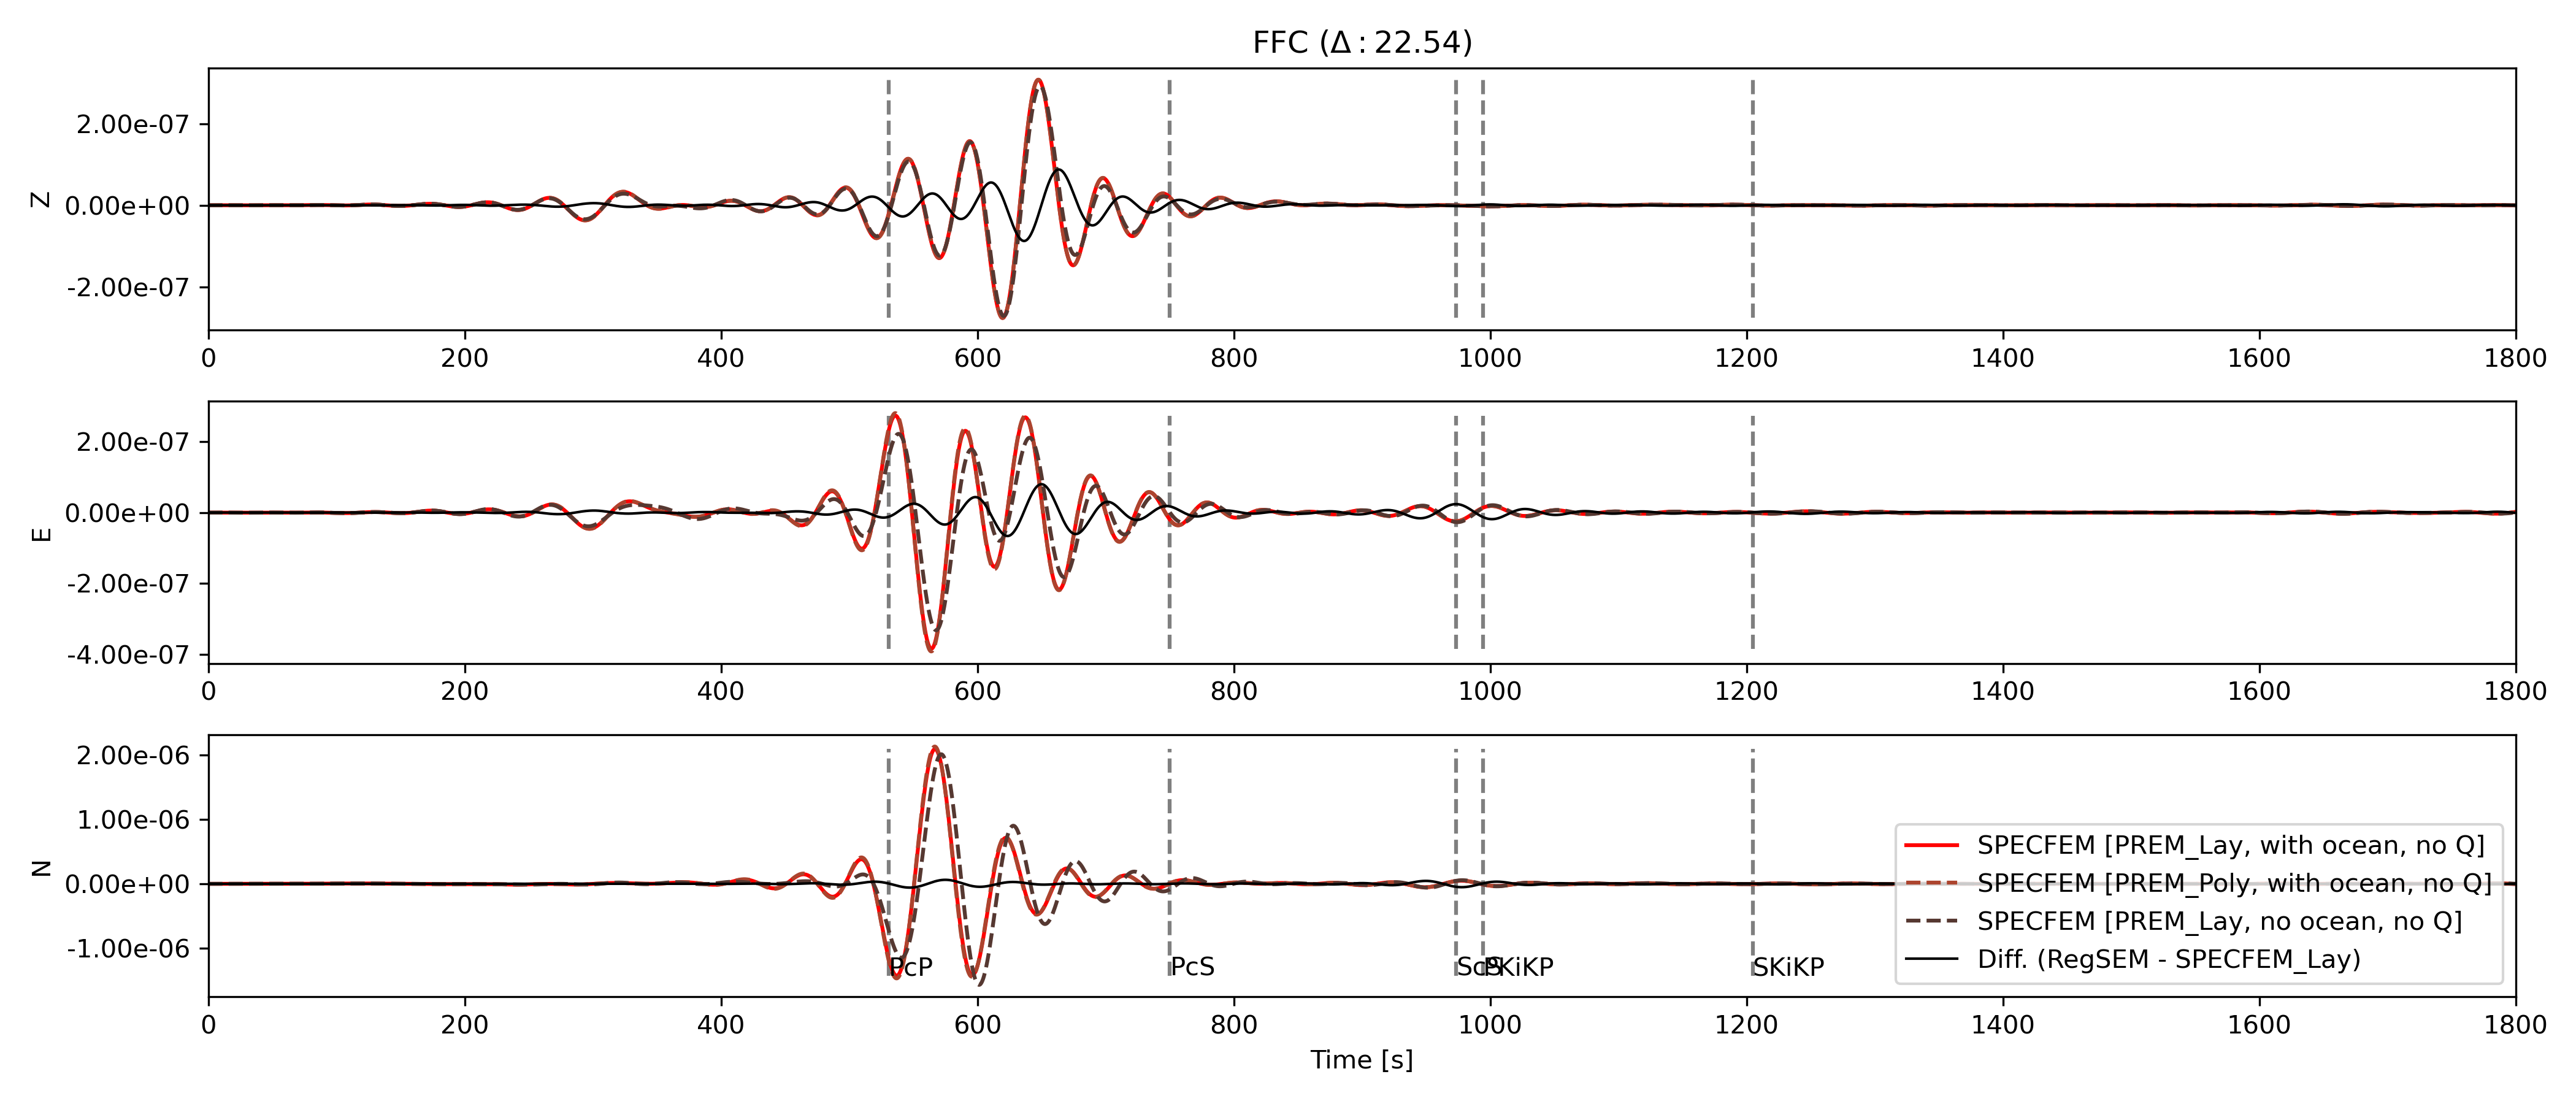 FFC (Δ : 22.54)
Z
2.00e-07
0.00e+00
-2.00e-07
0 200 400 600 800 1000 1200 1400 1600 1800
E
2.00e-07
0.00e+00
-2.00e-07
-4.00e-07
0 200 400 600 800 1000 1200 1400 1600 1800
N
2.00e-06
1.00e-06
0.00e+00
-1.00e-06
PcP PcS ScS PKiKP SKiKP
SPECFEM [PREM_Lay, with ocean, no Q]
SPECFEM [PREM_Poly, with ocean, no Q]
SPECFEM [PREM_Lay, no ocean, no Q]
Diff. (RegSEM - SPECFEM_Lay)
0 200 400 600 800 1000 1200 1400 1600 1800
Time [s]